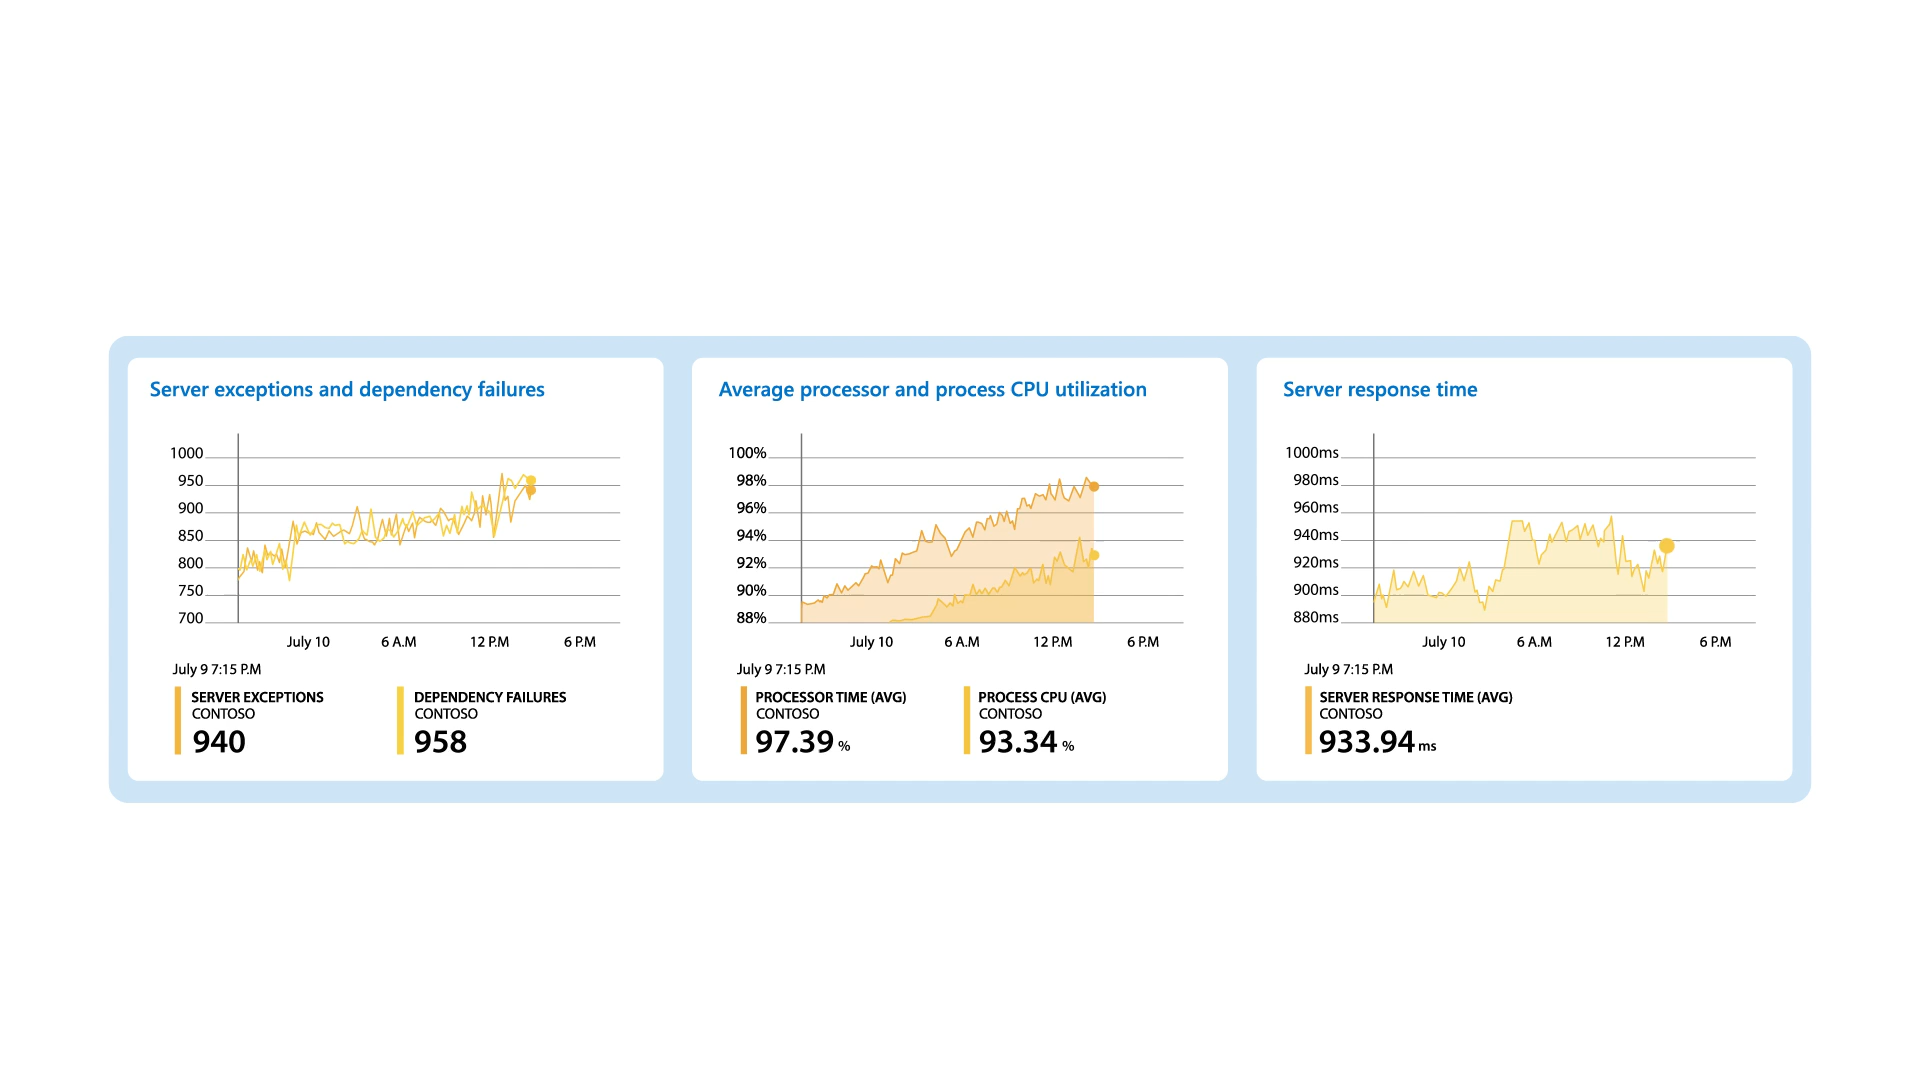 Server exceptions and dependency failures
1000
950
900
850
800
750
700
July 10 6 A.M 12 P.M 6 P.M
July 9 7:15 P.M
SERVER EXCEPTIONS
CONTOSO
940
DEPENDENCY FAILURES
CONTOSO
958
Average processor and process CPU utilization
100%
98%
96%
94%
92%
90%
88%
July 10 6 A.M 12 P.M 6 P.M
July 9 7:15 P.M
PROCESSOR TIME (AVG)
CONTOSO
97.39 %
PROCESS CPU (AVG)
CONTOSO
93.34 %
Server response time
1000ms
980ms
960ms
940ms
920ms
900ms
880ms
July 10 6 A.M 12 P.M 6 P.M
July 9 7:15 P.M
SERVER RESPONSE TIME (AVG)
CONTOSO
933.94 ms